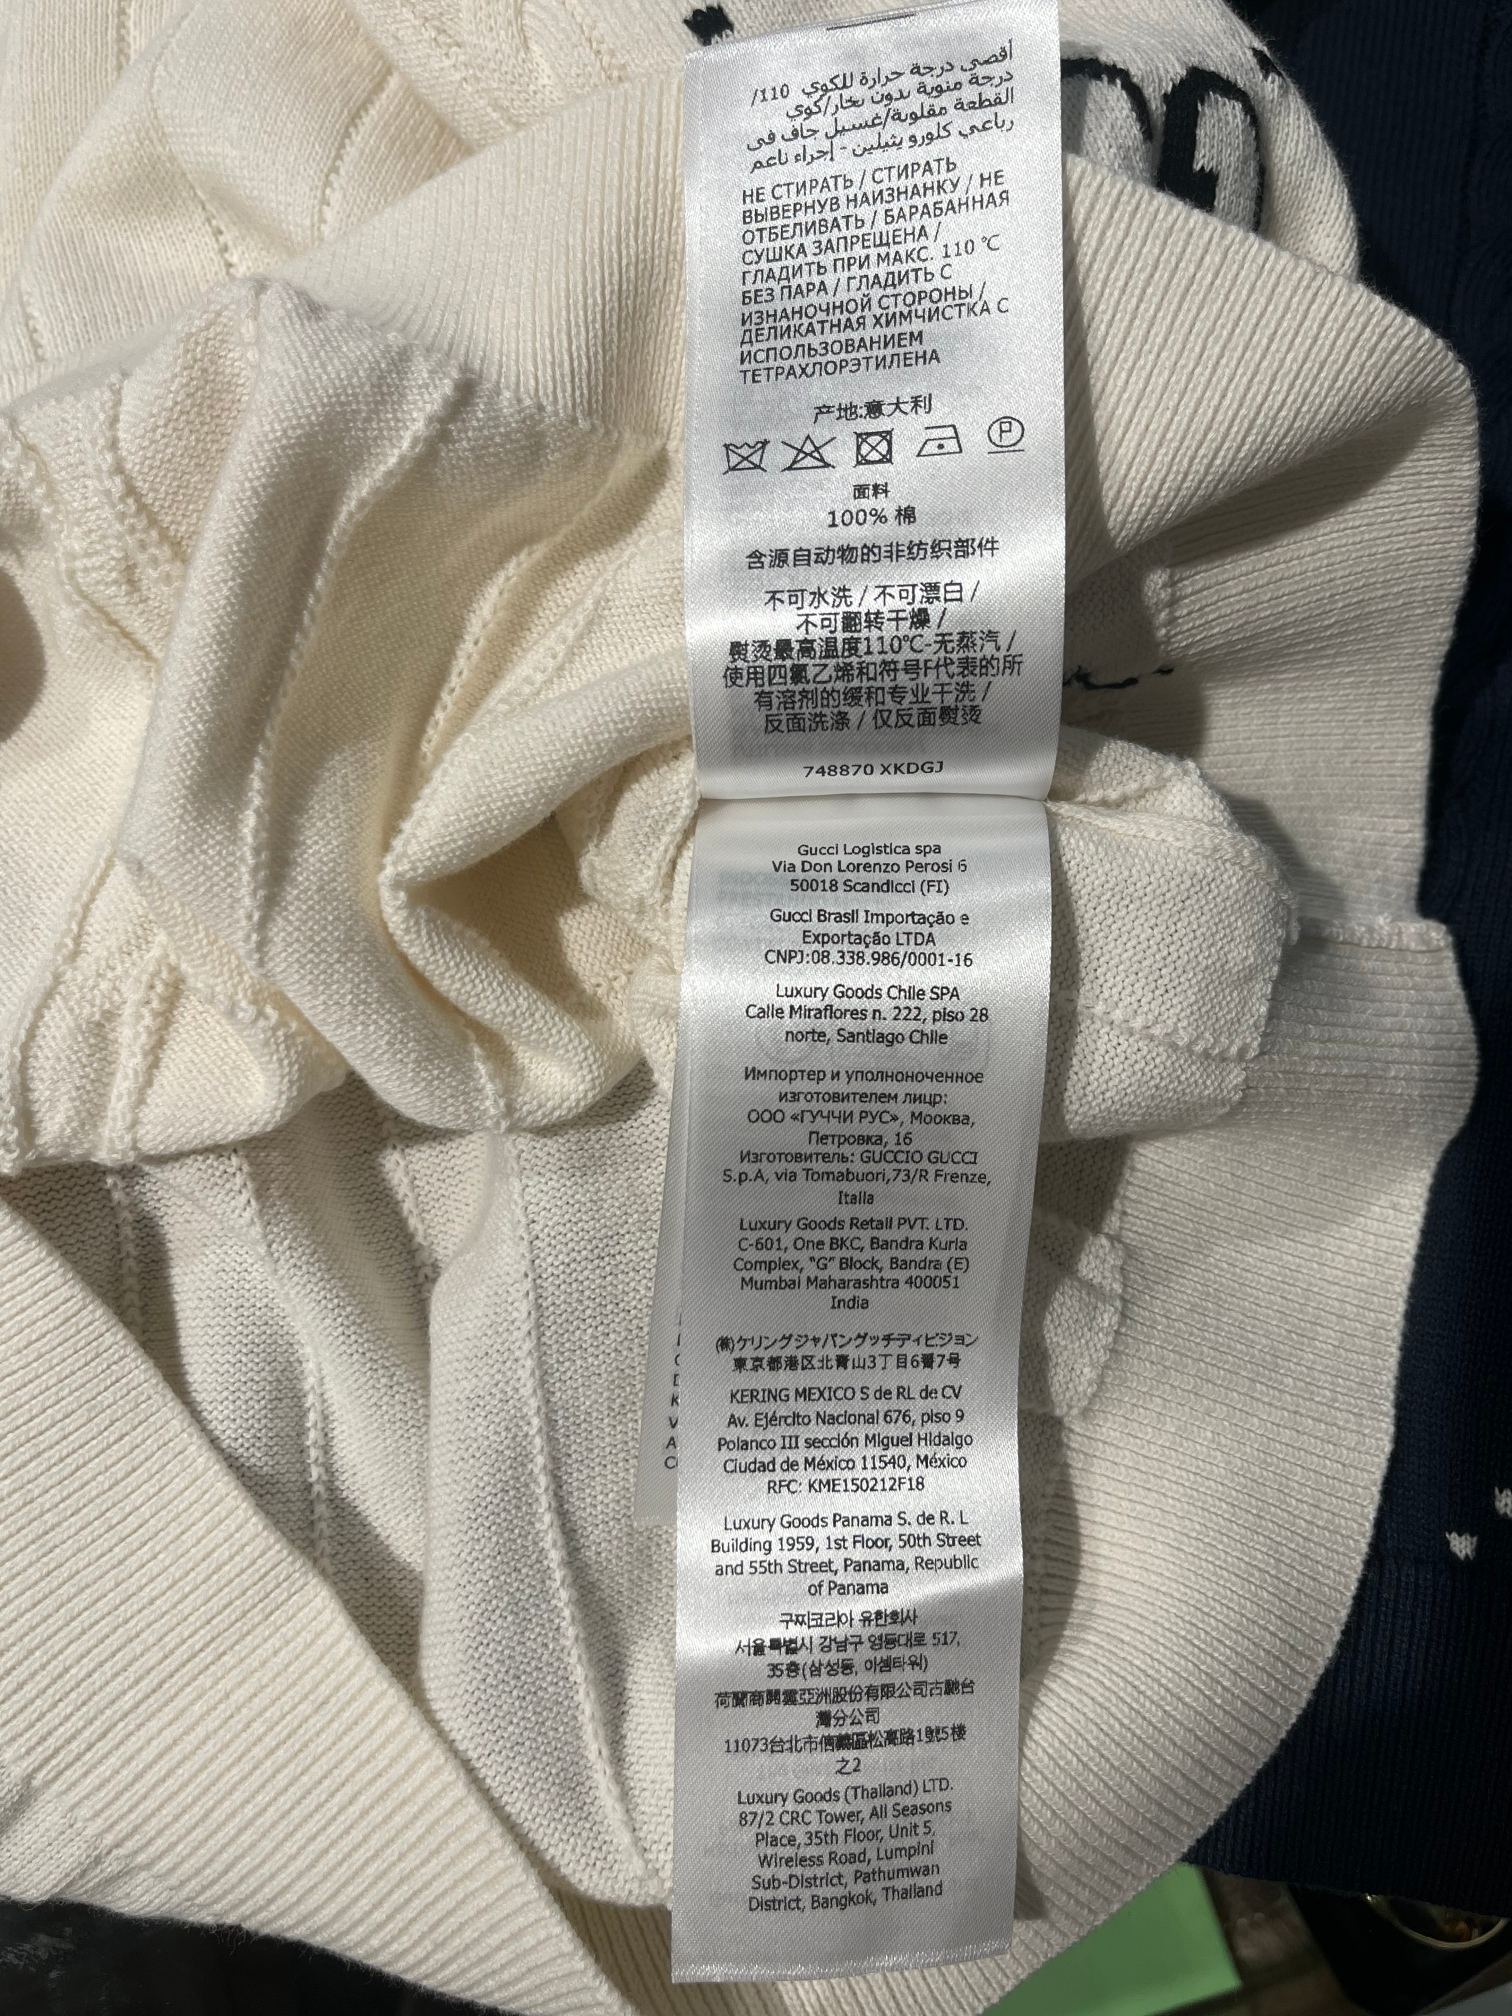 أقصى درجة حرارة للكوي 110/
درجة مئوية بدون بخار/كوي
القطعة مقلوبة/غسيل جاف في
رباعي كلورو يثيلين - إجراء ناعم
НЕ СТИРАТЬ / СТИРАТЬ
ВЫВЕРНУВ НАИЗНАНКУ / НЕ
ОТБЕЛИВАТЬ / БАРАБАННАЯ
СУШКА ЗАПРЕЩЕНА /
ГЛАДИТЬ ПРИ МАКС. 110 °C
БЕЗ ПАРА / ГЛАДИТЬ С
ИЗНАНОЧНОЙ СТОРОНЫ /
ДЕЛИКАТНАЯ ХИМЧИСТКА С
ИСПОЛЬЗОВАНИЕМ
ТЕТРАХЛОРЭТИЛЕНА
产地:意大利
P
面料
100% 棉
含源自动物的非纺织部件
不可水洗 / 不可漂白 /
不可翻转干燥 /
熨烫最高温度110℃-无蒸汽 /
使用四氯乙烯和符号F代表的所
有溶剂的缓和专业干洗 /
反面洗涤 / 仅反面熨烫
748870 XKDGJ
Gucci Logistica spa
Via Don Lorenzo Perosi 6
50018 Scandicci (FI)
Gucci Brasil Importação e
Exportação LTDA
CNPJ:08.338.986/0001-16
Luxury Goods Chile SPA
Calle Miraflores n. 222, piso 28
norte, Santiago Chile
Импортер и уполноноченное
изготовителем лицр:
ООО «ГУЧЧИ РУС», Мооква,
Петровка, 16
Изготовитель: GUCCIO GUCCI
S.p.A, via Tomabuori,73/R Frenze,
Italia
Luxury Goods Retail PVT. LTD.
C-601, One BKC, Bandra Kurla
Complex, "G" Block, Bandra (E)
Mumbai Maharashtra 400051
India
(株)ケリングジャパングッチディビジョン
東京都港区北青山3丁目6番7号
KERING MEXICO S de RL de CV
Av. Ejército Nacional 676, piso 9
Polanco III sección Miguel Hidalgo
Ciudad de México 11540, México
RFC: KME150212F18
Luxury Goods Panama S. de R. L
Building 1959, 1st Floor, 50th Street
and 55th Street, Panama, Republic
of Panama
구찌코리아 유한회사
서울특별시 강남구 영동대로 517,
35층(삼성동, 아셈타워)
荷蘭商開雲亞洲股份有限公司古馳台
灣分公司
11073台北市信義區松高路1號5樓
之2
Luxury Goods (Thailand) LTD.
87/2 CRC Tower, All Seasons
Place,35th Floor, Unit 5,
Wireless Road, Lumpini
Sub-District, Pathumwan
District, Bangkok, Thailand